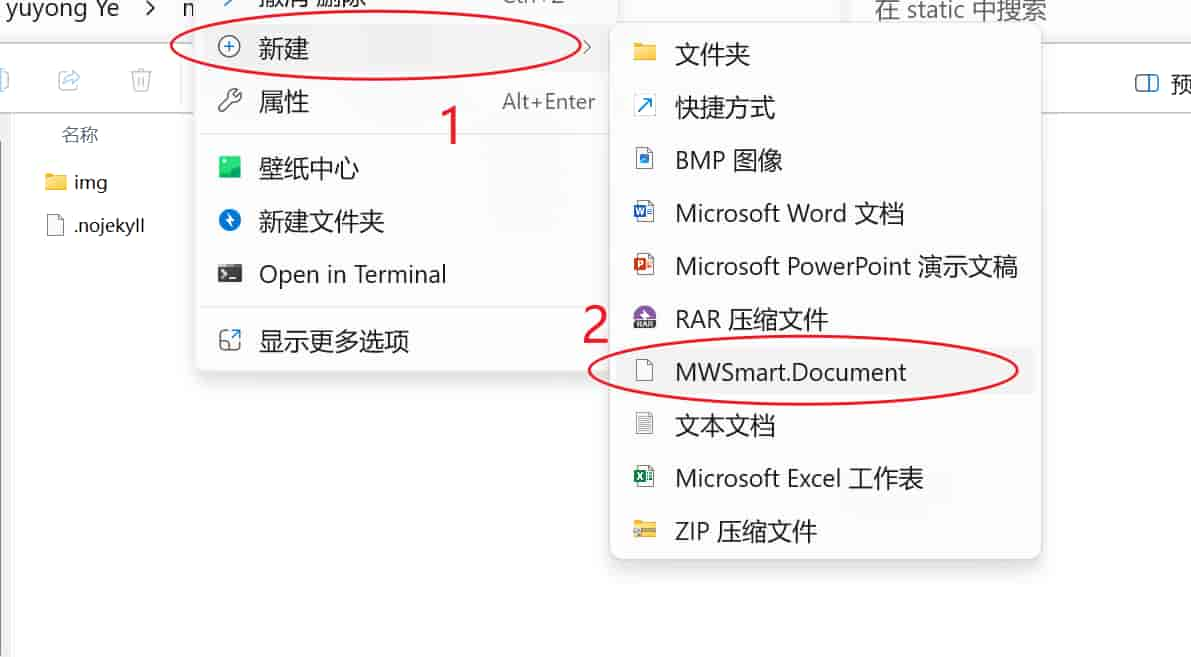 yuyong Ye
在 static 中搜索
预
名称
img
.nojekyll
撤消 删除 Ctrl+Z
新建
属性 Alt+Enter
1
壁纸中心
新建文件夹
Open in Terminal
显示更多选项
2
文件夹
快捷方式
BMP 图像
Microsoft Word 文档
Microsoft PowerPoint 演示文稿
RAR 压缩文件
MWSmart.Document
文本文档
Microsoft Excel 工作表
ZIP 压缩文件